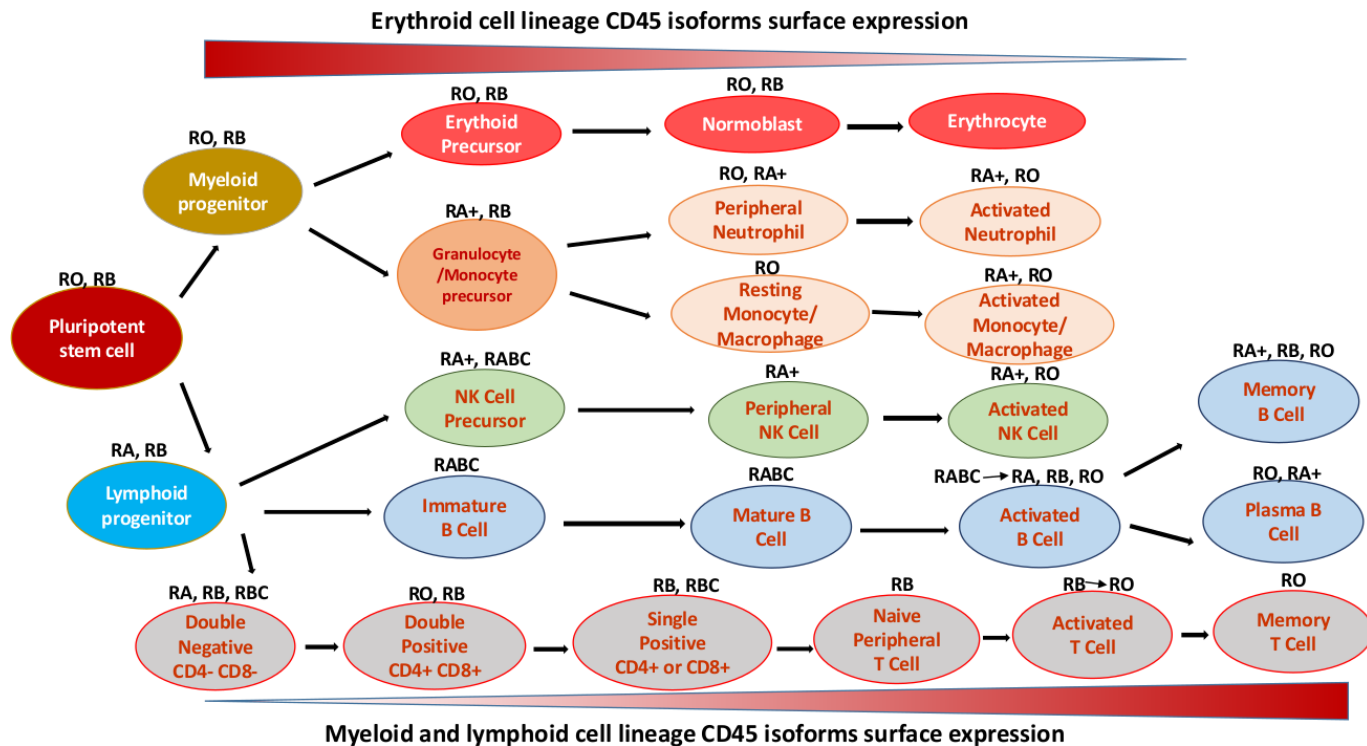 Erythroid cell lineage CD45 isoforms surface expression
RO, RB
Erythoid
Precursor
RO, RB
Normoblast
Erythrocyte
RO, RB
Myeloid
progenitor
RA+, RB
Granulocyte
/Monocyte
precursor
RO, RA+
Peripheral
Neutrophil
RA+, RO
Activated
Neutrophil
RO
Resting
Monocyte/
Macrophage
RA+, RO
Activated
Monocyte/
Macrophage
RO, RB
Pluripotent
stem cell
RA, RB
Lymphoid
progenitor
RA+, RABC
NK Cell
Precursor
RA+
Peripheral
NK Cell
RA+, RO
Activated
NK Cell
RA+, RB, RO
Memory
B Cell
RABC
Immature
B Cell
RABC
Mature B
Cell
RABC → RA, RB, RO
Activated
B Cell
RO, RA+
Plasma B
Cell
RA, RB, RBC
Double
Negative
CD4- CD8-
RO, RB
Double
Positive
CD4+ CD8+
RB, RBC
Single
Positive
CD4+ or CD8+
RB
Naive
Peripheral
T Cell
RB → RO
Activated
T Cell
RO
Memory
T Cell
Myeloid and lymphoid cell lineage CD45 isoforms surface expression